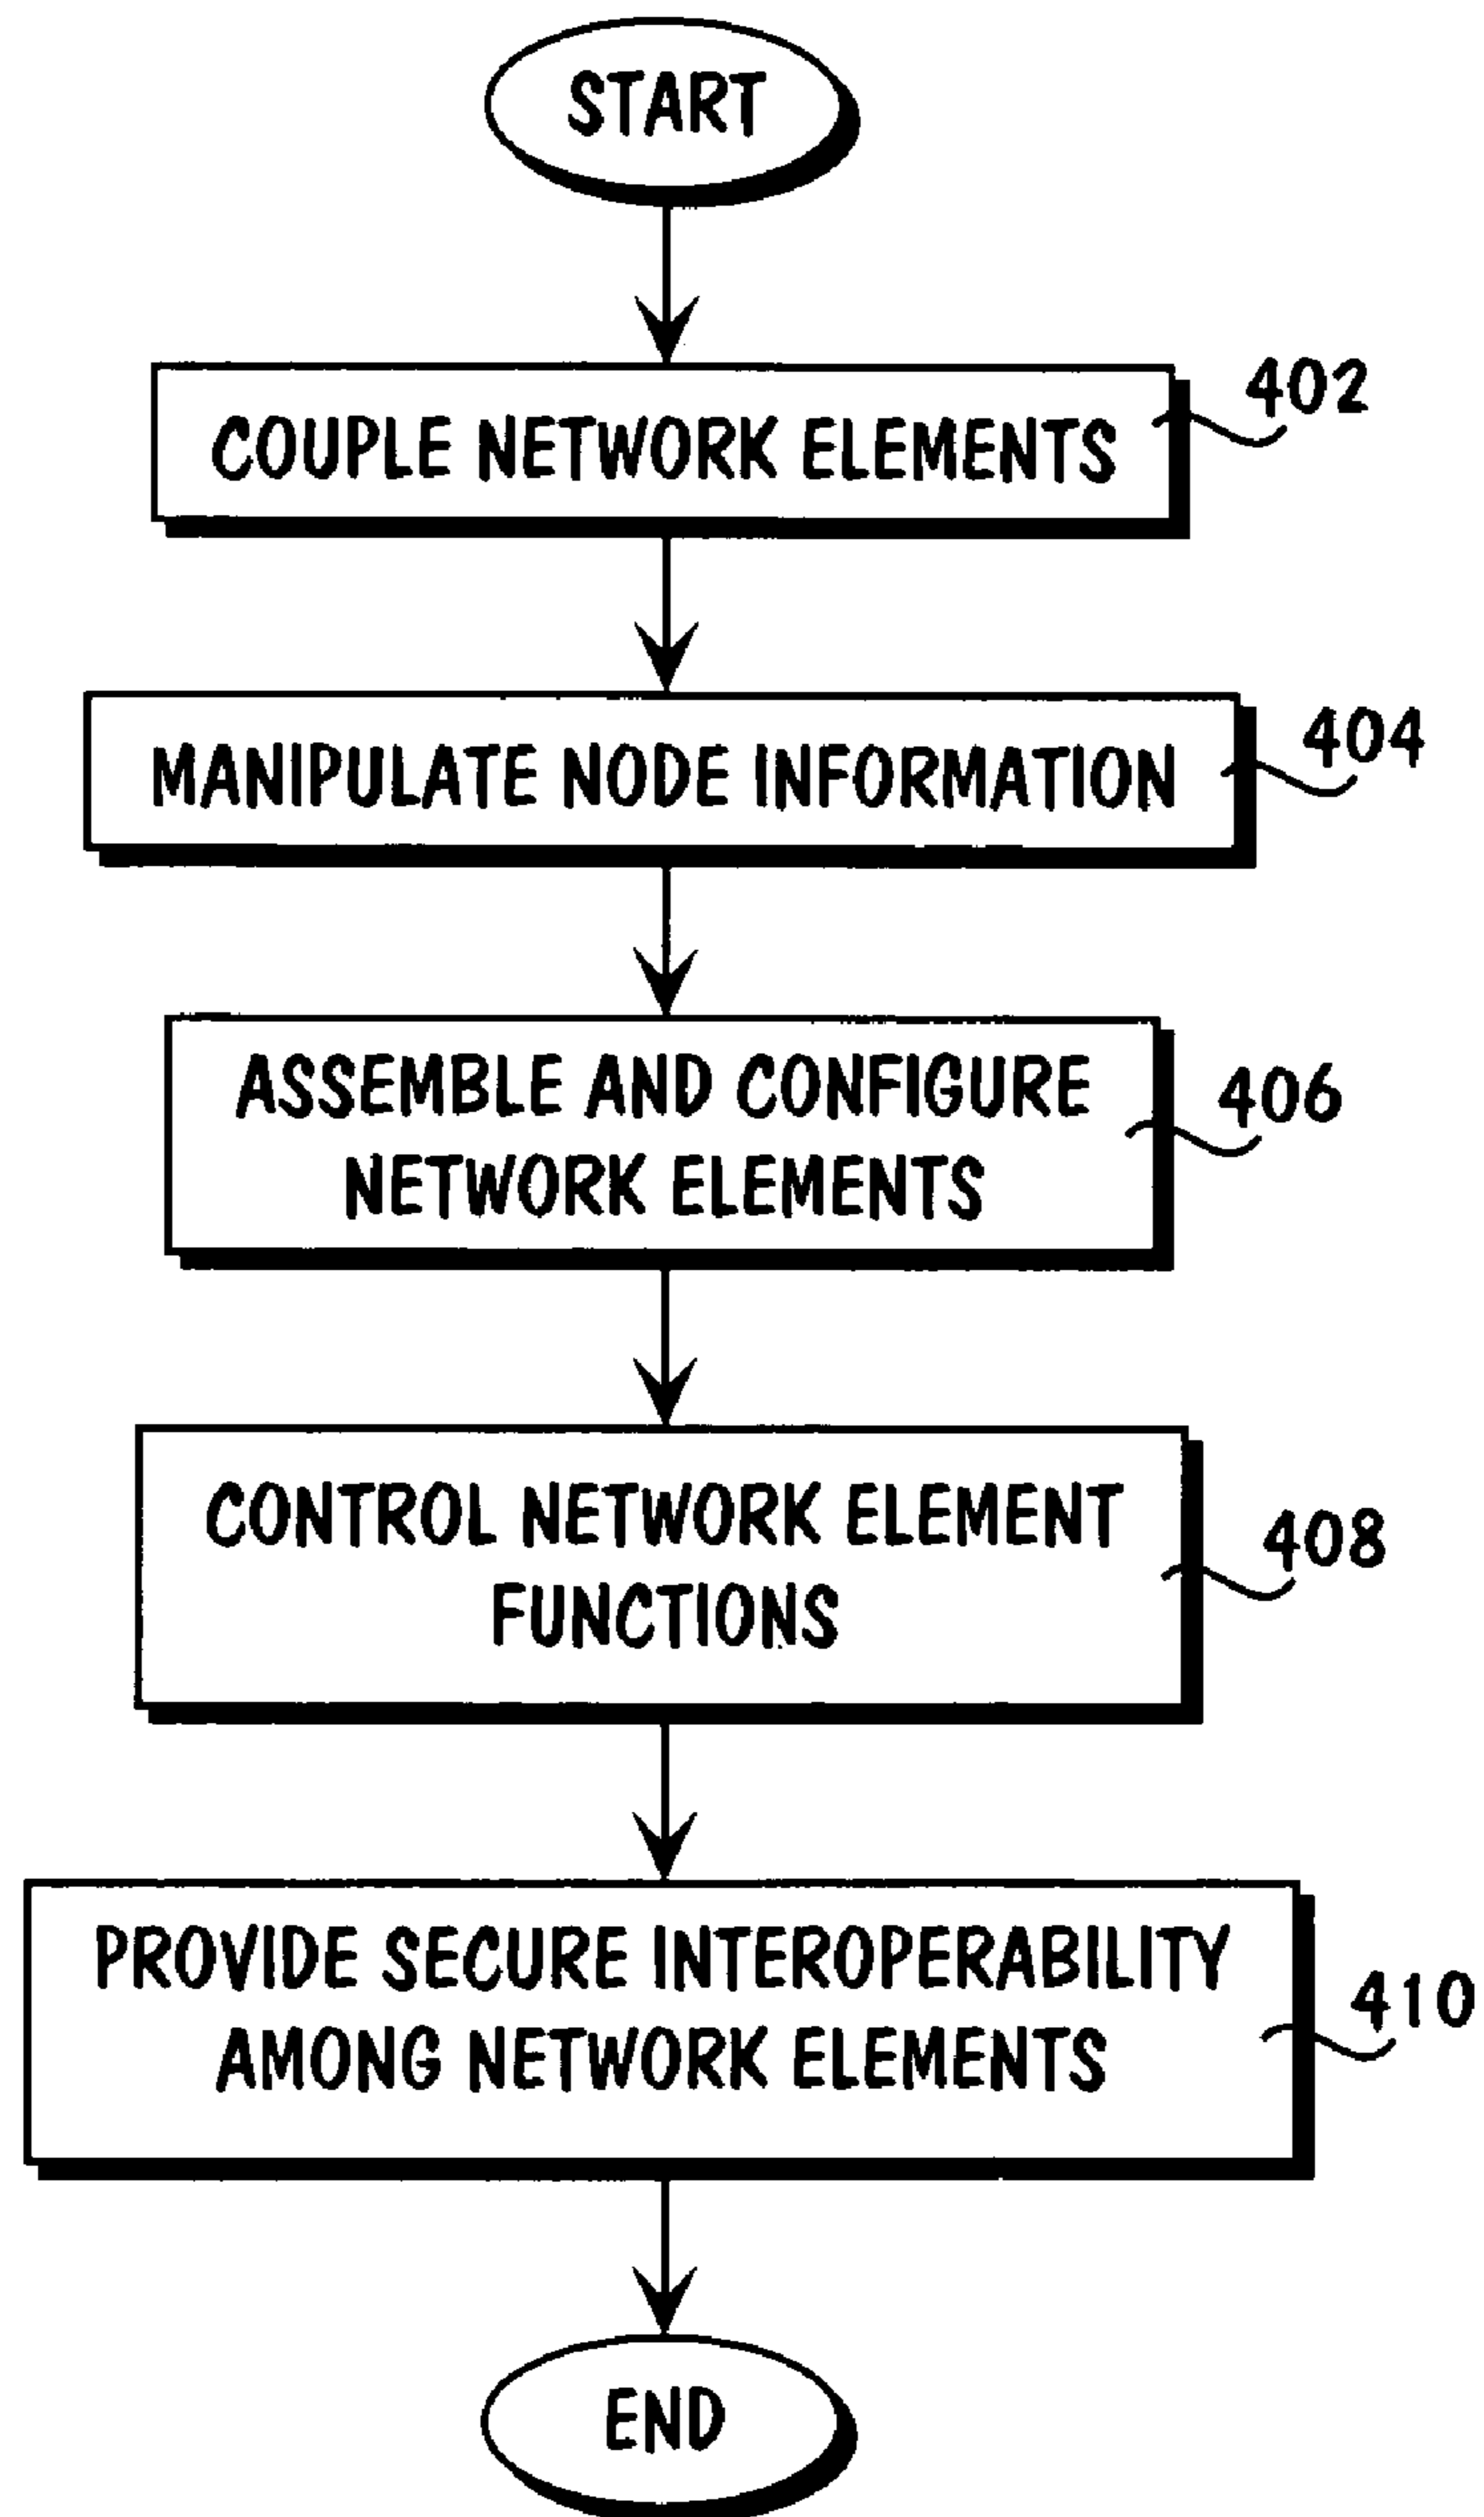 START
COUPLE NETWORK ELEMENTS
402
MANIPULATE NODE INFORMATION
404
ASSEMBLE AND CONFIGURE
NETWORK ELEMENTS
406
CONTROL NETWORK ELEMENT
FUNCTIONS
408
PROVIDE SECURE INTEROPERABILITY
AMONG NETWORK ELEMENTS
410
END